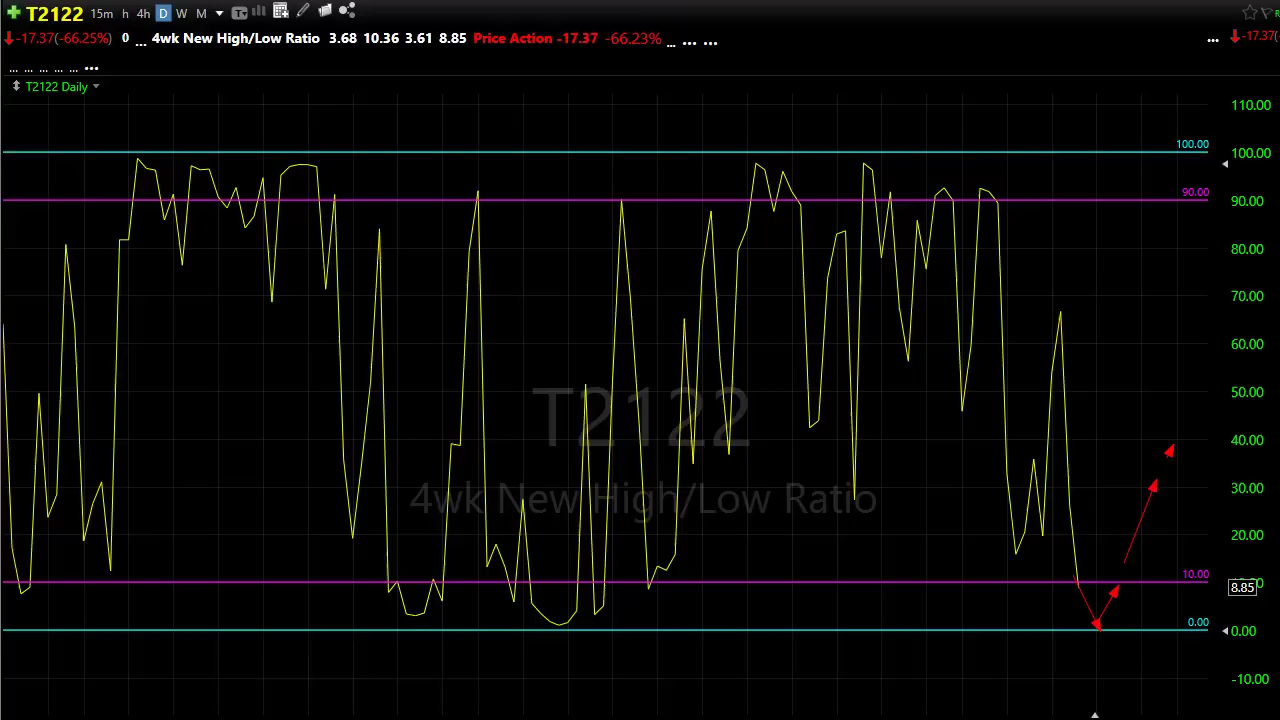 T2122 15m h 4h D W M T
-17.37(-66.25%) 0 ... 4wk New High/Low Ratio 3.68 10.36 3.61 8.85 Price Action -17.37 -66.23% ... ... ... ... -17.37(
... ... ... ... ... ...
T2122 Daily
110.00
100.00 100.00
90.00 90.00
80.00
70.00
60.00
50.00
T2122
40.00
30.00
4wk New High/Low Ratio
20.00
10.00
8.85
0.00 0.00
-10.00